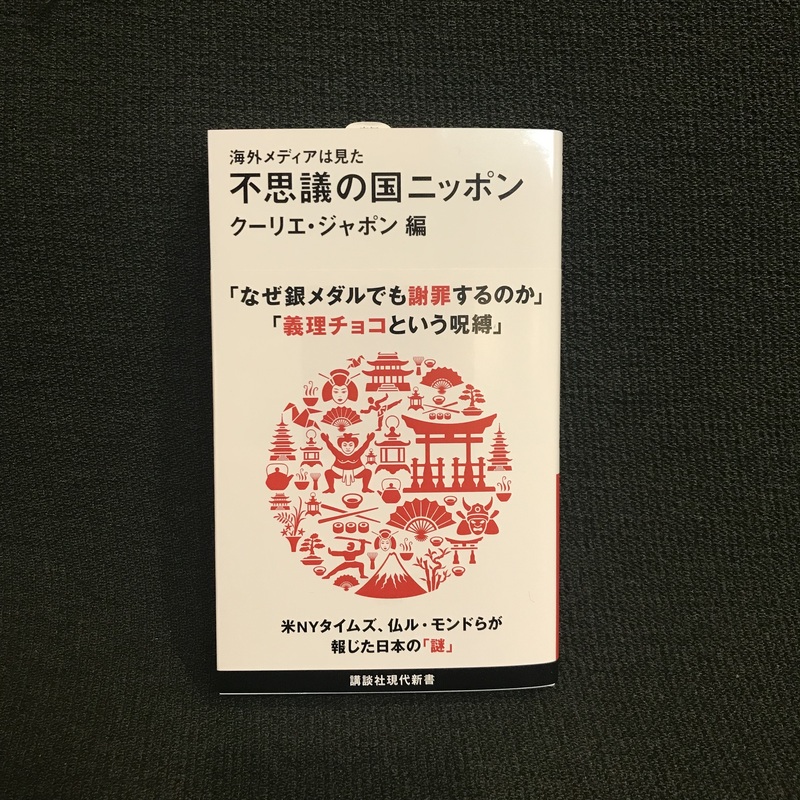 海外メディアは見た
不思議の国ニッポン
クーリエ・ジャポン 編
「なぜ銀メダルでも謝罪するのか」
「義理チョコという呪縛」
米NYタイムズ、仏ル・モンドらが
報じた日本の「謎」
講談社現代新書